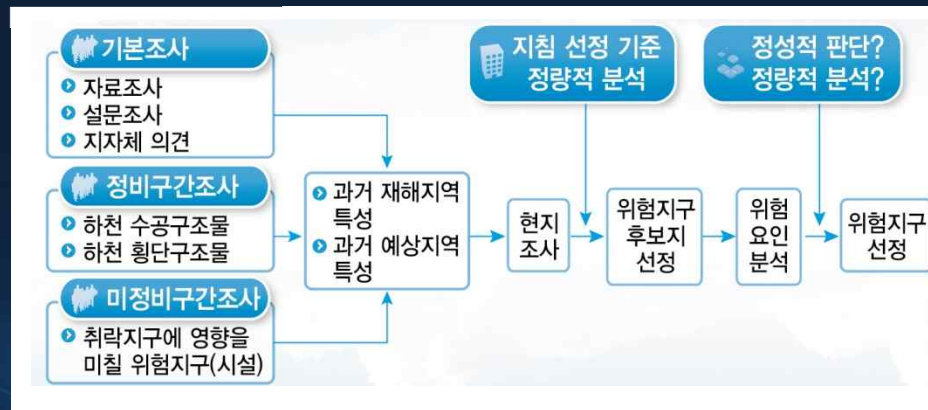 기본조사
자료조사
설문조사
지자체 의견
정비구간조사
하천 수공구조물
하천 횡단구조물
미정비구간조사
취락지구에 영향을
미칠 위험지구(시설)
과거 재해지역
특성
과거 예상지역
특성
현지
조사
지침 선정 기준
정량적 분석
위험지구
후보지
선정
위험
요인
분석
정성적 판단?
정량적 분석?
위험지구
선정